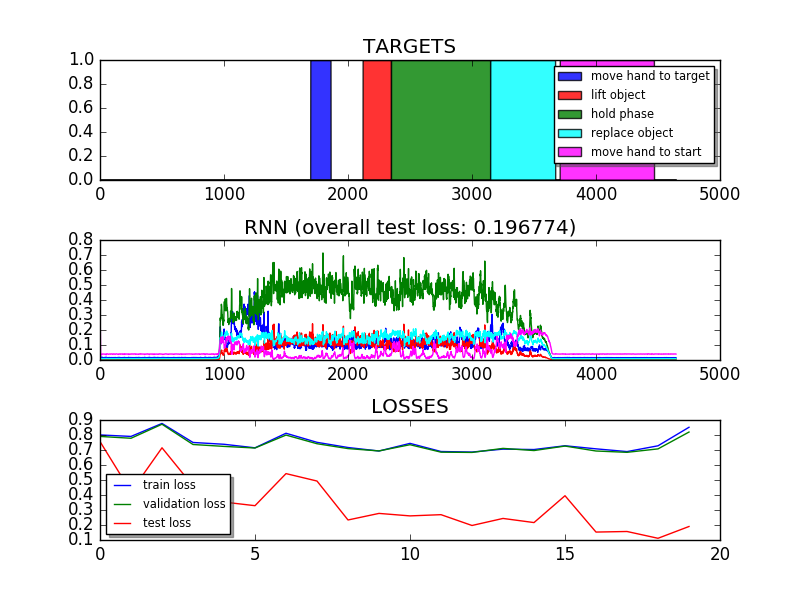 TARGETS
1.0
0.8
0.6
0.4
0.2
0.0
move hand to target
lift object
hold phase
replace object
move hand to start
0 1000 2000 3000 4000 5000
RNN (overall test loss: 0.196774)
0.8
0.7
0.6
0.5
0.4
0.3
0.2
0.1
0.0
0 1000 2000 3000 4000 5000
LOSSES
0.9
0.8
0.7
0.6
0.5
0.4
0.3
0.2
0.1
train loss
validation loss
test loss
0 5 10 15 20